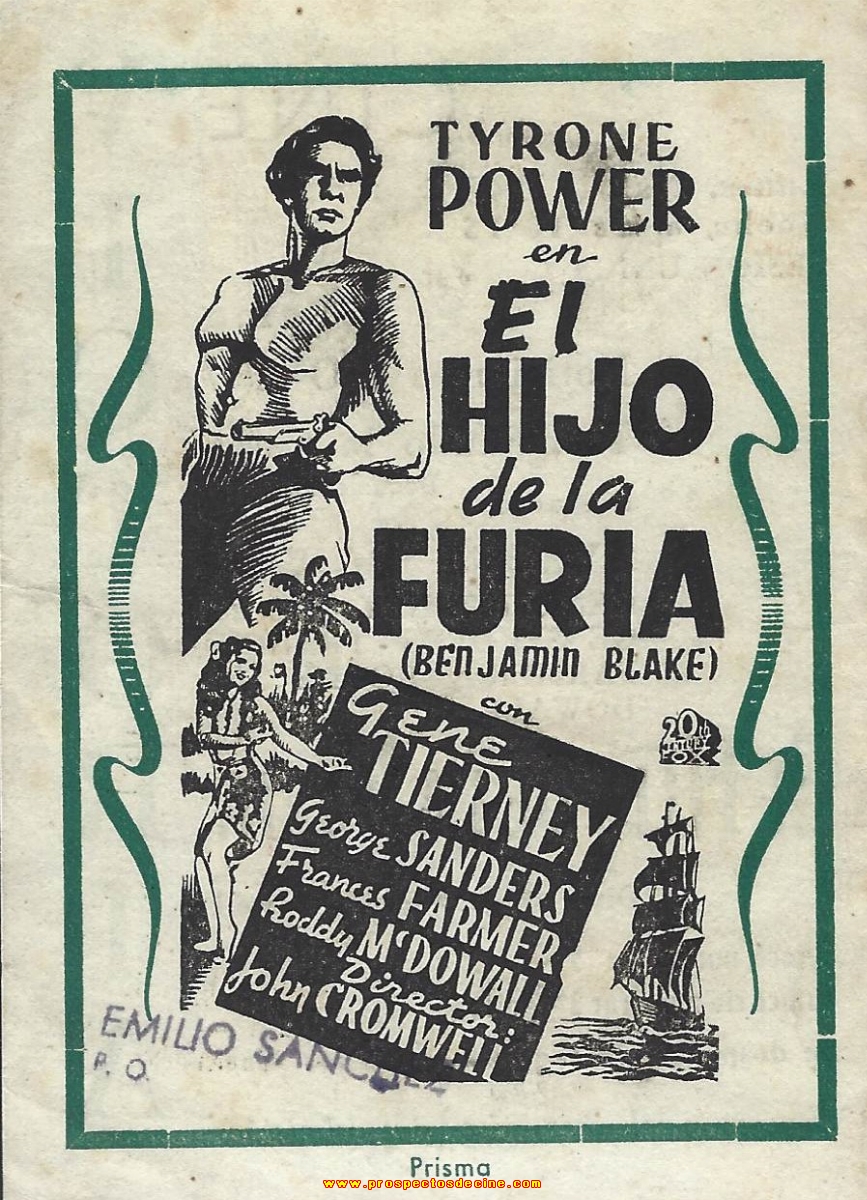 TYRONE
POWER
en
El
HIJO
de la
FURIA
(BENJAMIN BLAKE)
con
Gene
TIERNEY
George SANDERS
Frances FARMER
Roddy McDOWALL
Director:
John CROMWELL
20th
CENTURY
FOX
EMILIO SANCHEZ
P. O.
Prisma
www.prospectosdecine.com